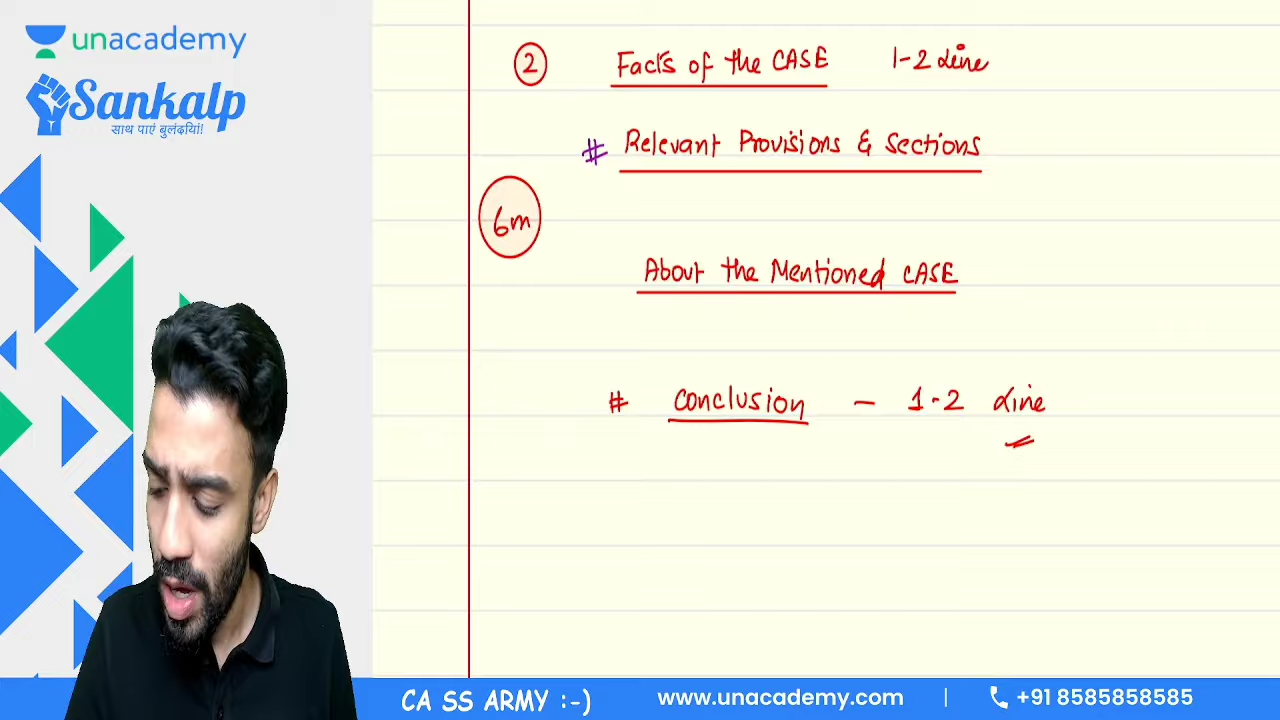 unacademy
Sankalp
साथ पाएं बुलंदियां!
2 Facts of the CASE 1-2 Line
# Relevant Provisions & Sections
6m
About the Mentioned CASE
# Conclusion - 1-2 Line
CA SS ARMY :-) www.unacademy.com | +91 8585858585